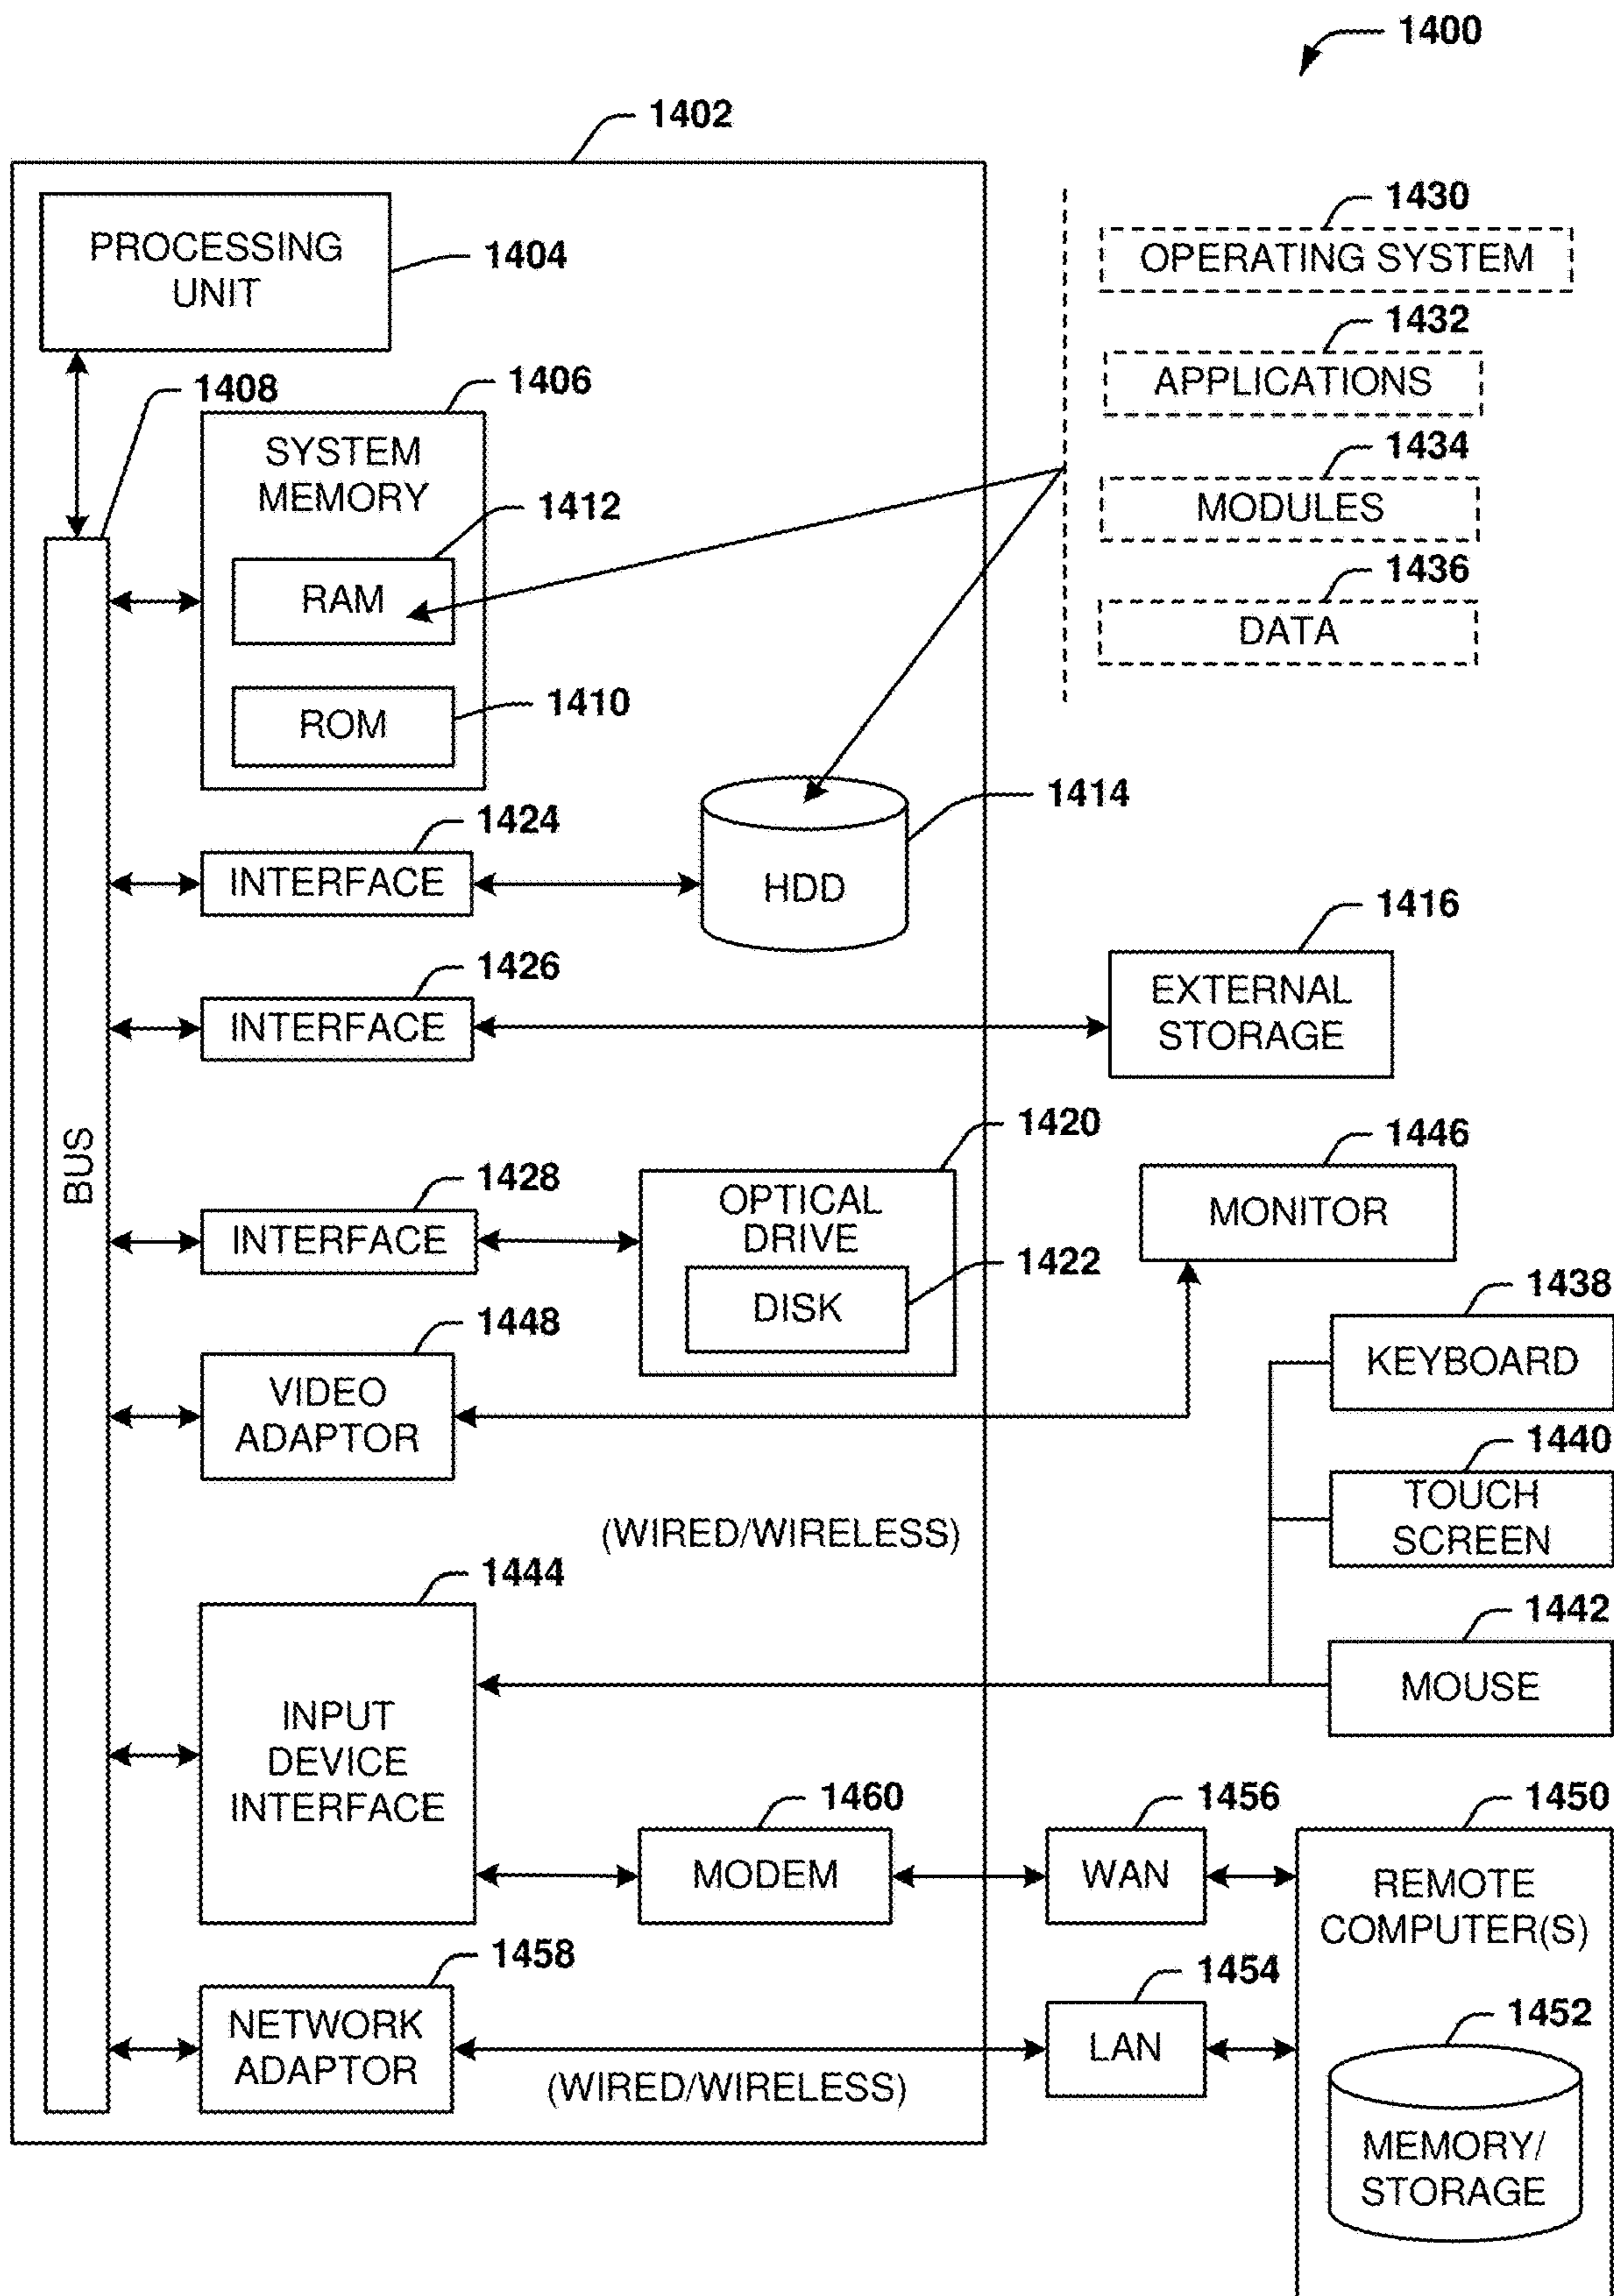 1400
1402
PROCESSING
UNIT
1404
1430
OPERATING SYSTEM
1432
APPLICATIONS
1434
MODULES
1436
DATA
1408
1406
SYSTEM
MEMORY
1412
RAM
1410
ROM
1424
INTERFACE
1414
HDD
1426
INTERFACE
1416
EXTERNAL
STORAGE
BUS
1428
INTERFACE
1420
OPTICAL
DRIVE
1422
DISK
1446
MONITOR
1448
VIDEO
ADAPTOR
1438
KEYBOARD
1440
TOUCH
SCREEN
(WIRED/WIRELESS)
1444
INPUT
DEVICE
INTERFACE
1442
MOUSE
1460
MODEM
1456
WAN
1450
REMOTE
COMPUTER(S)
1458
NETWORK
ADAPTOR
(WIRED/WIRELESS)
1454
LAN
1452
MEMORY/
STORAGE